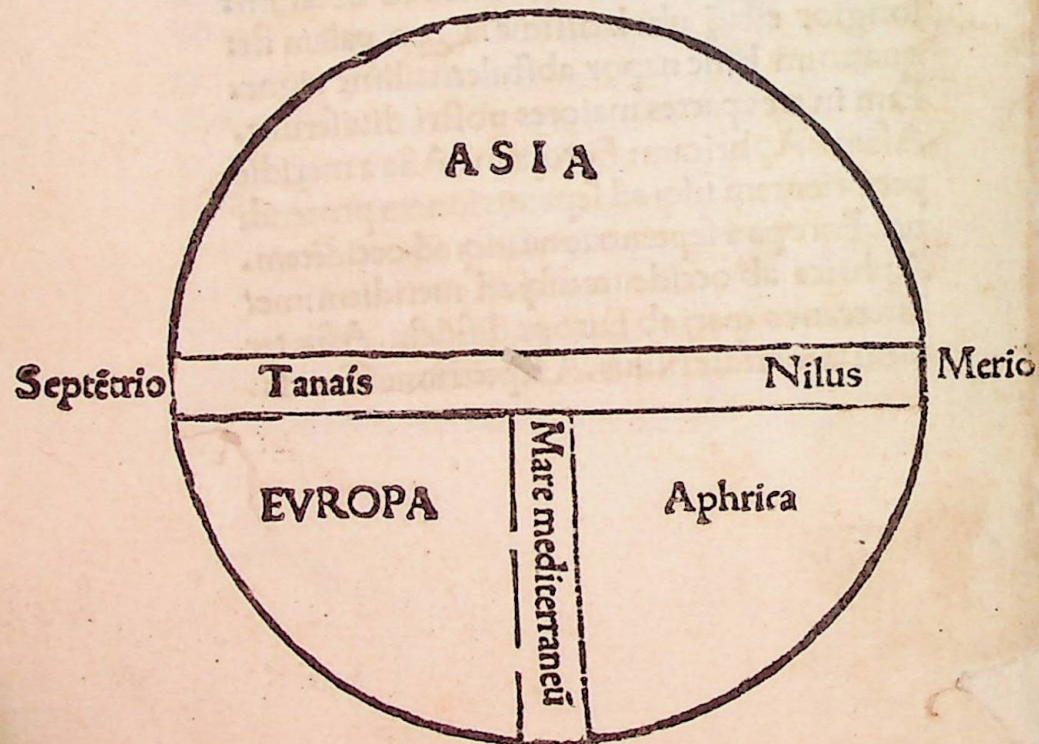 ASIA
Septētrio Tanaís Nilus Merio
EVROPA Aphrica
Mare mediterraneū